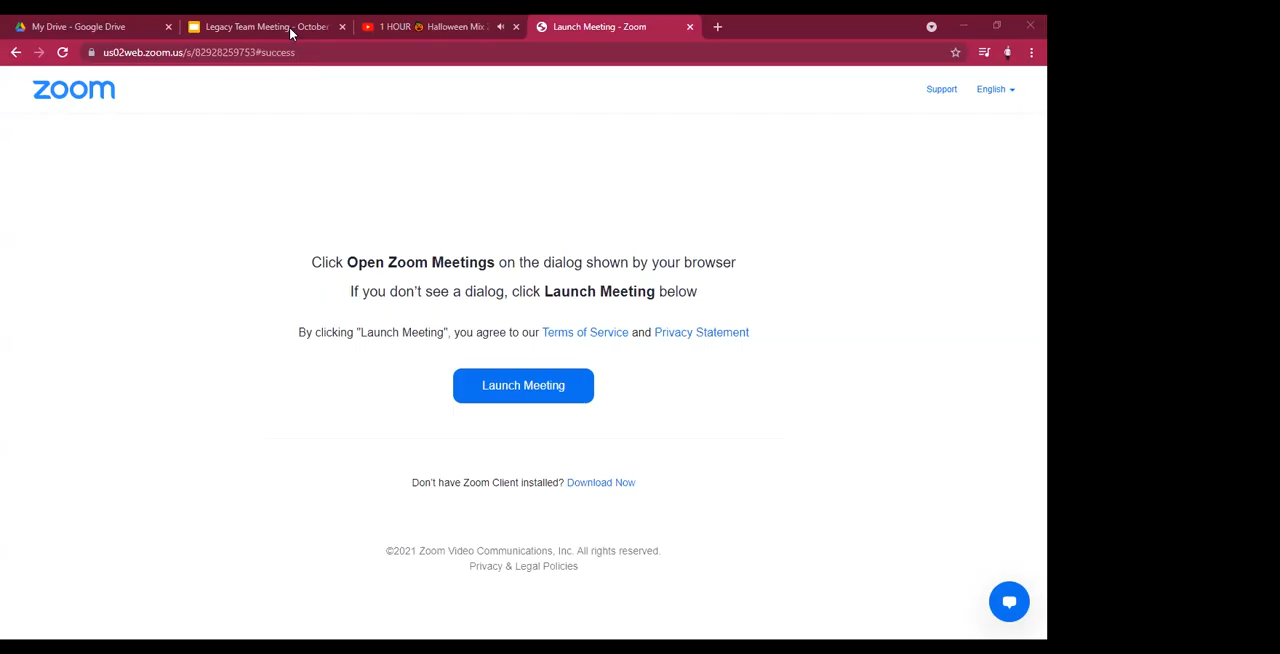 My Drive - Google Drive
Legacy Team Meeting - October
1 HOUR 🎃 Halloween Mix
Launch Meeting - Zoom
us02web.zoom.us/s/82928259753#success
zoom
Support
English
Click Open Zoom Meetings on the dialog shown by your browser
If you don't see a dialog, click Launch Meeting below
By clicking "Launch Meeting", you agree to our Terms of Service and Privacy Statement
Launch Meeting
Don't have Zoom Client installed? Download Now
©2021 Zoom Video Communications, Inc. All rights reserved.
Privacy & Legal Policies